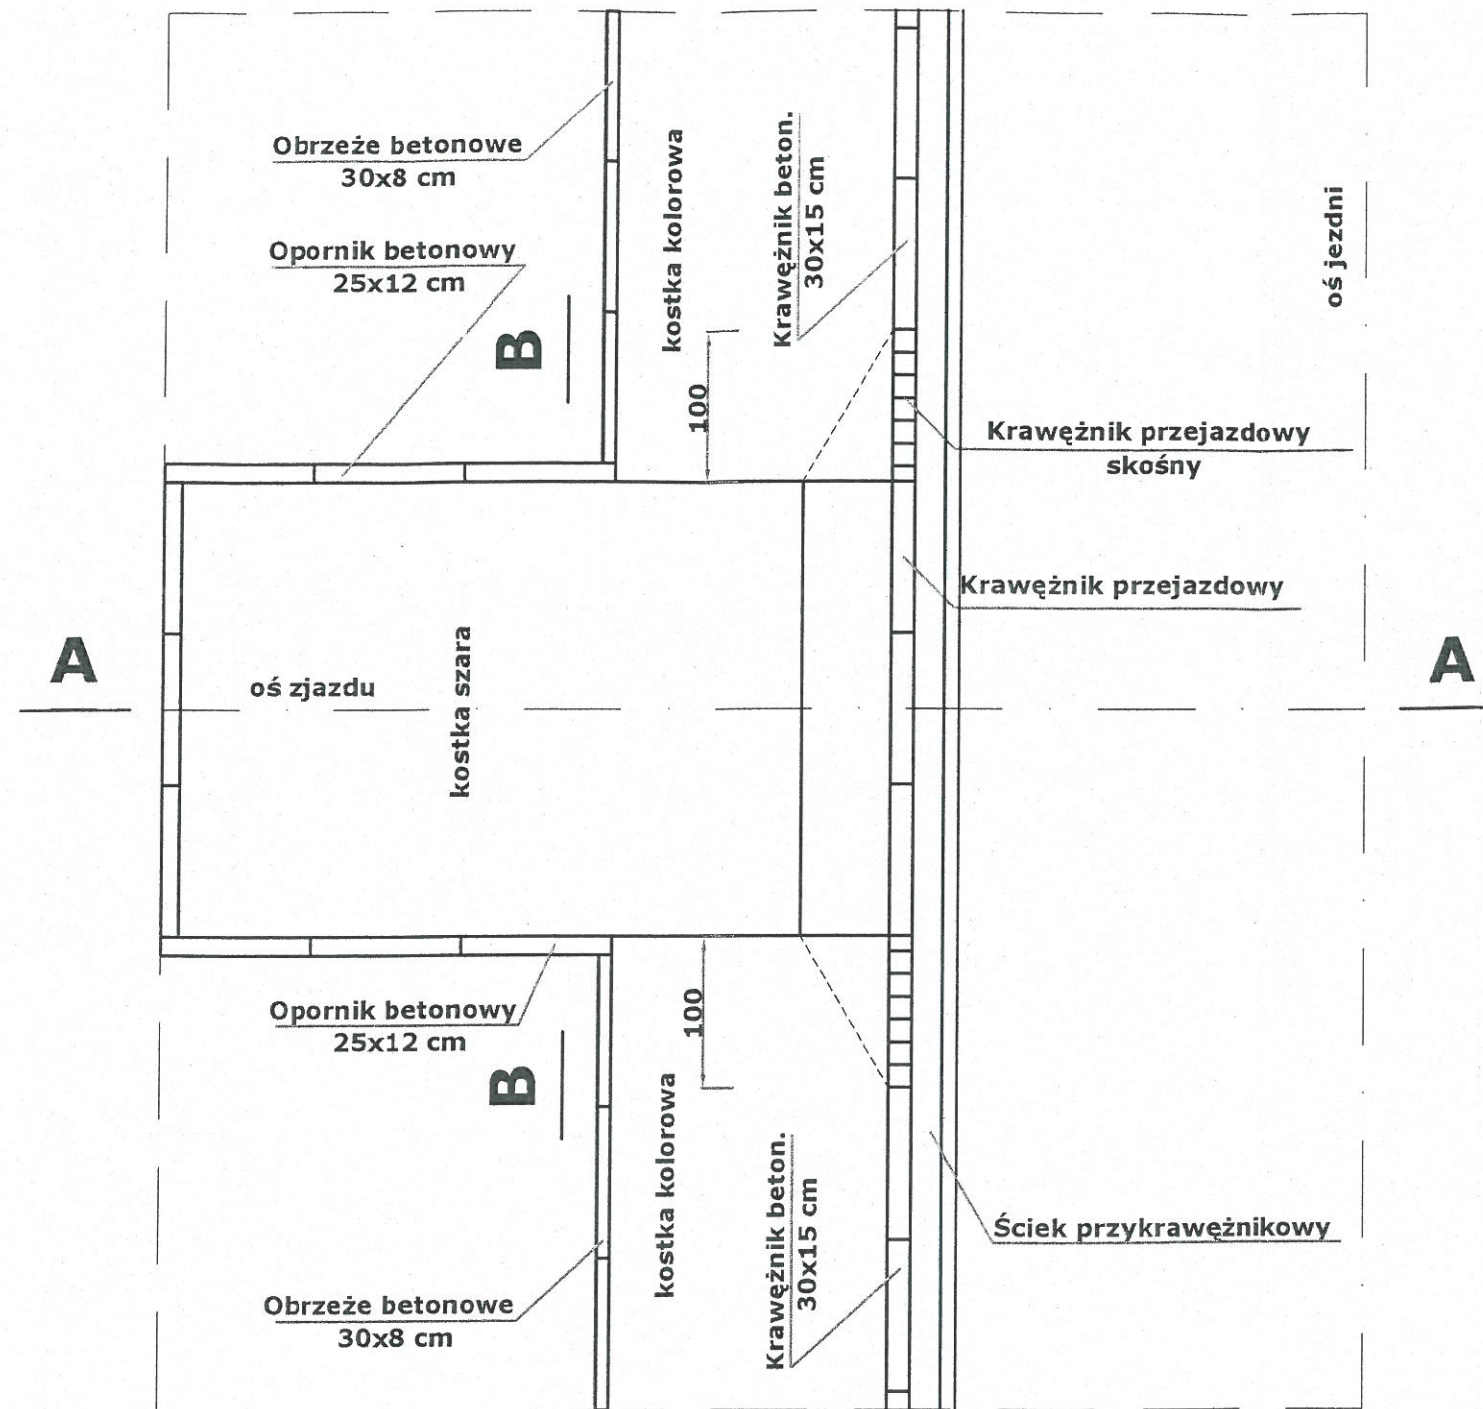 Obrzeże betonowe
30x8 cm
Opornik betonowy
25x12 cm
B
kostka kolorowa
100
Krawężnik beton.
30x15 cm
oś jezdni
Krawężnik przejazdowy
skośny
Krawężnik przejazdowy
A
oś zjazdu
kostka szara
A
Opornik betonowy
25x12 cm
B
100
kostka kolorowa
Krawężnik beton.
30x15 cm
Ściek przykrawężnikowy
Obrzeże betonowe
30x8 cm